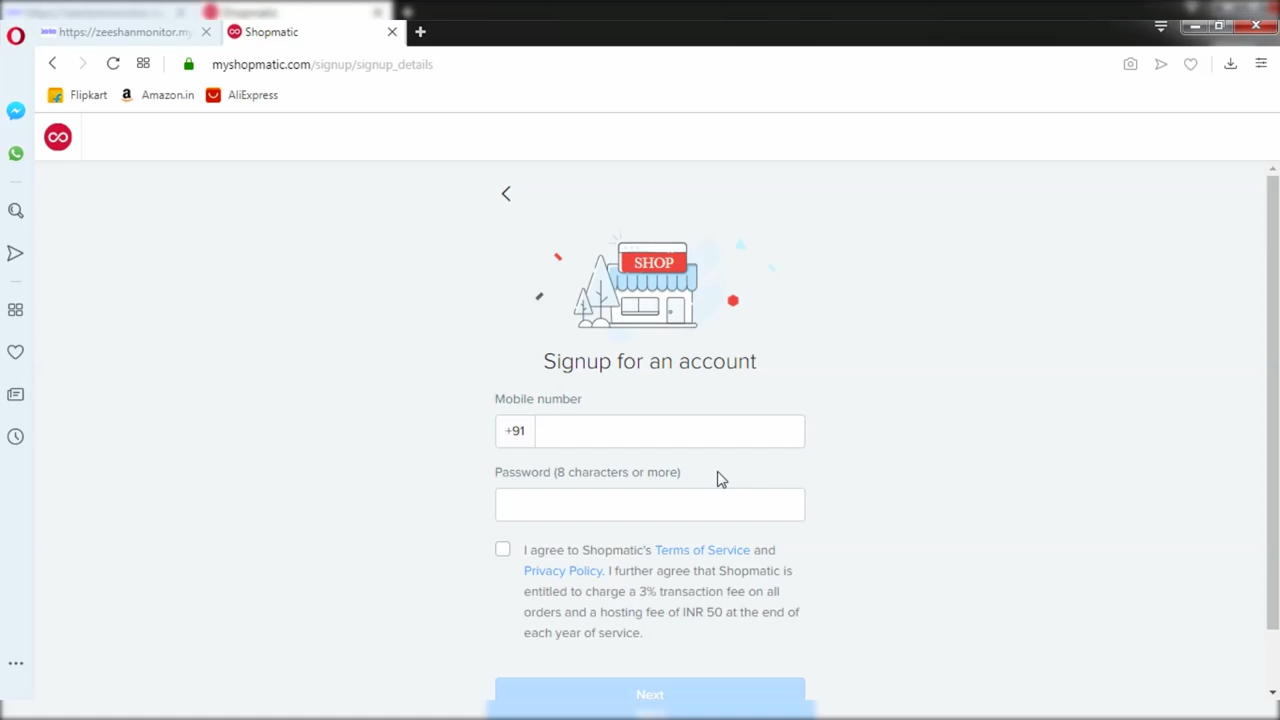 https://zeeshanmonitor.my
Shopmatic
myshopmatic.com/signup/signup_details
Flipkart
Amazon.in
AliExpress
SHOP
Signup for an account
Mobile number
+91
Password (8 characters or more)
I agree to Shopmatic's Terms of Service and
Privacy Policy. I further agree that Shopmatic is
entitled to charge a 3% transaction fee on all
orders and a hosting fee of INR 50 at the end of
each year of service.
Next